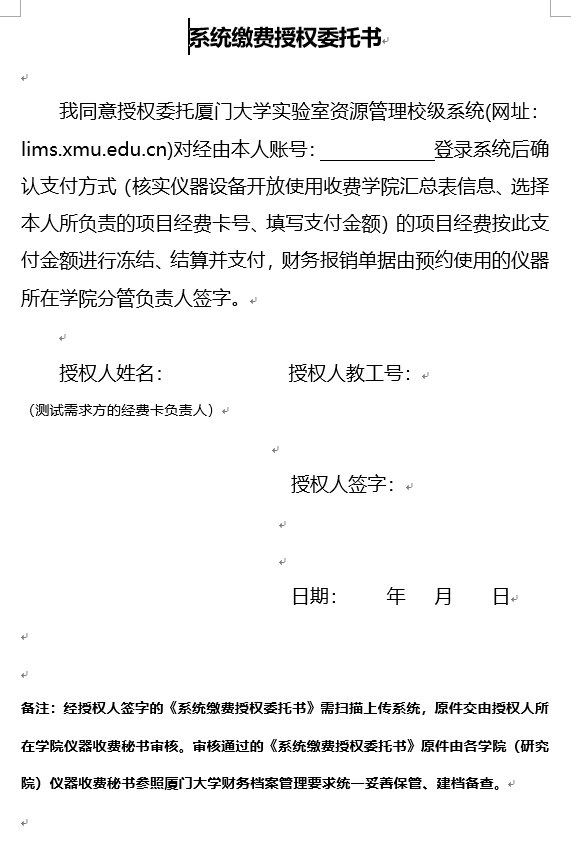 系统缴费授权委托书
我同意授权委托厦门大学实验室资源管理校级系统(网址：
lims.xmu.edu.cn)对经由本人账号：____________登录系统后确
认支付方式（核实仪器设备开放使用收费学院汇总表信息、选择
本人所负责的项目经费卡号、填写支付金额）的项目经费按此支
付金额进行冻结、结算并支付，财务报销单据由预约使用的仪器
所在学院分管负责人签字。
授权人姓名： 授权人教工号：
（测试需求方的经费卡负责人）
授权人签字：
日期： 年 月 日
备注：经授权人签字的《系统缴费授权委托书》需扫描上传系统，原件交由授权人所
在学院仪器收费秘书审核。审核通过的《系统缴费授权委托书》原件由各学院（研究
院）仪器收费秘书参照厦门大学财务档案管理要求统一妥善保管、建档备查。